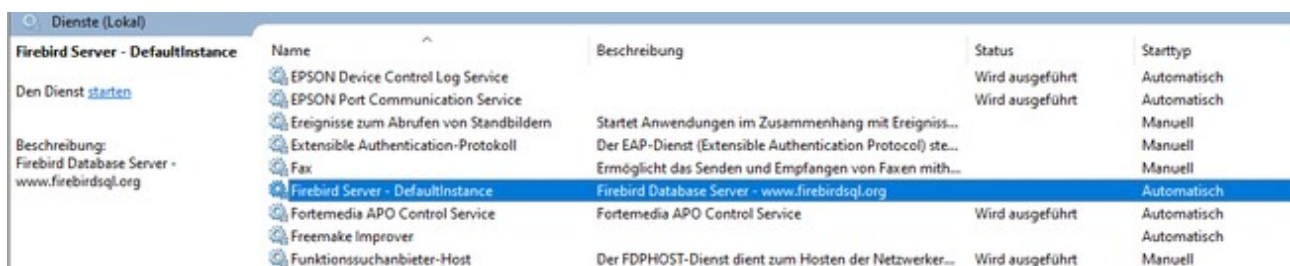 Dienste (Lokal)
Firebird Server - DefaultInstance
Den Dienst starten
Beschreibung:
Firebird Database Server -
www.firebirdsql.org
Name Beschreibung Status Starttyp
EPSON Device Control Log Service Wird ausgeführt Automatisch
EPSON Port Communication Service Wird ausgeführt Automatisch
Ereignisse zum Abrufen von Standbildern Startet Anwendungen im Zusammenhang mit Ereigniss... Manuell
Extensible Authentication-Protokoll Der EAP-Dienst (Extensible Authentication Protocol) ste... Manuell
Fax Ermöglicht das Senden und Empfangen von Faxen mith... Manuell
Firebird Server - DefaultInstance Firebird Database Server - www.firebirdsql.org Automatisch
Fortemedia APO Control Service Fortemedia APO Control Service Wird ausgeführt Automatisch
Freemake Improver Automatisch
Funktionssuchanbieter-Host Der FDPHOST-Dienst dient zum Hosten der Netzwerker... Wird ausgeführt Manuell